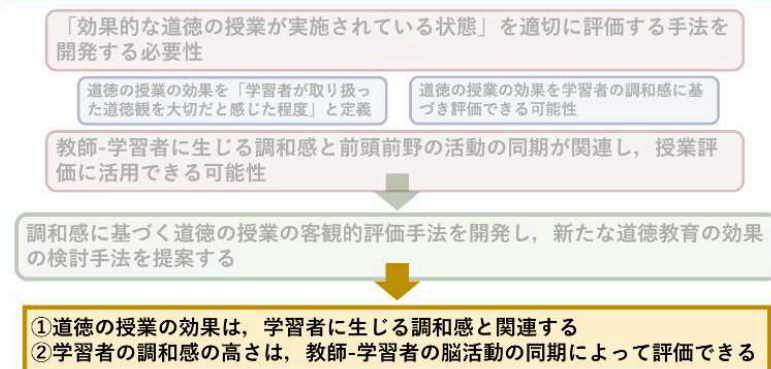 「効果的な道徳の授業が実施されている状態」を適切に評価する手法を
開発する必要性
道徳の授業の効果を「学習者が取り扱っ
た道徳観を大切だと感じた程度」と定義
道徳の授業の効果を学習者の調和感に基
づき評価できる可能性
教師-学習者に生じる調和感と前頭前野の活動の同期が関連し，授業評
価に活用できる可能性
調和感に基づく道徳の授業の客観的評価手法を開発し，新たな道徳教育の効果
の検討手法を提案する
①道徳の授業の効果は，学習者に生じる調和感と関連する
②学習者の調和感の高さは，教師-学習者の脳活動の同期によって評価できる